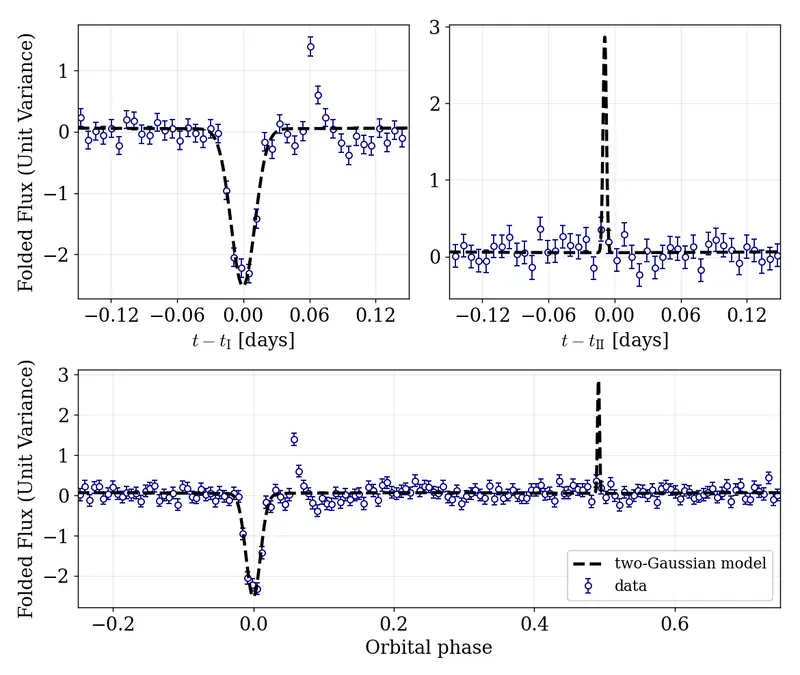 Folded Flux (Unit Variance)
1
0
−1
−2
−0.12 −0.06 0.00 0.06 0.12
t − t_I [days]
3
2
1
0
−0.12 −0.06 0.00 0.06 0.12
t − t_II [days]
Folded Flux (Unit Variance)
3
2
1
0
−1
−2
two-Gaussian model
data
−0.2 0.0 0.2 0.4 0.6
Orbital phase